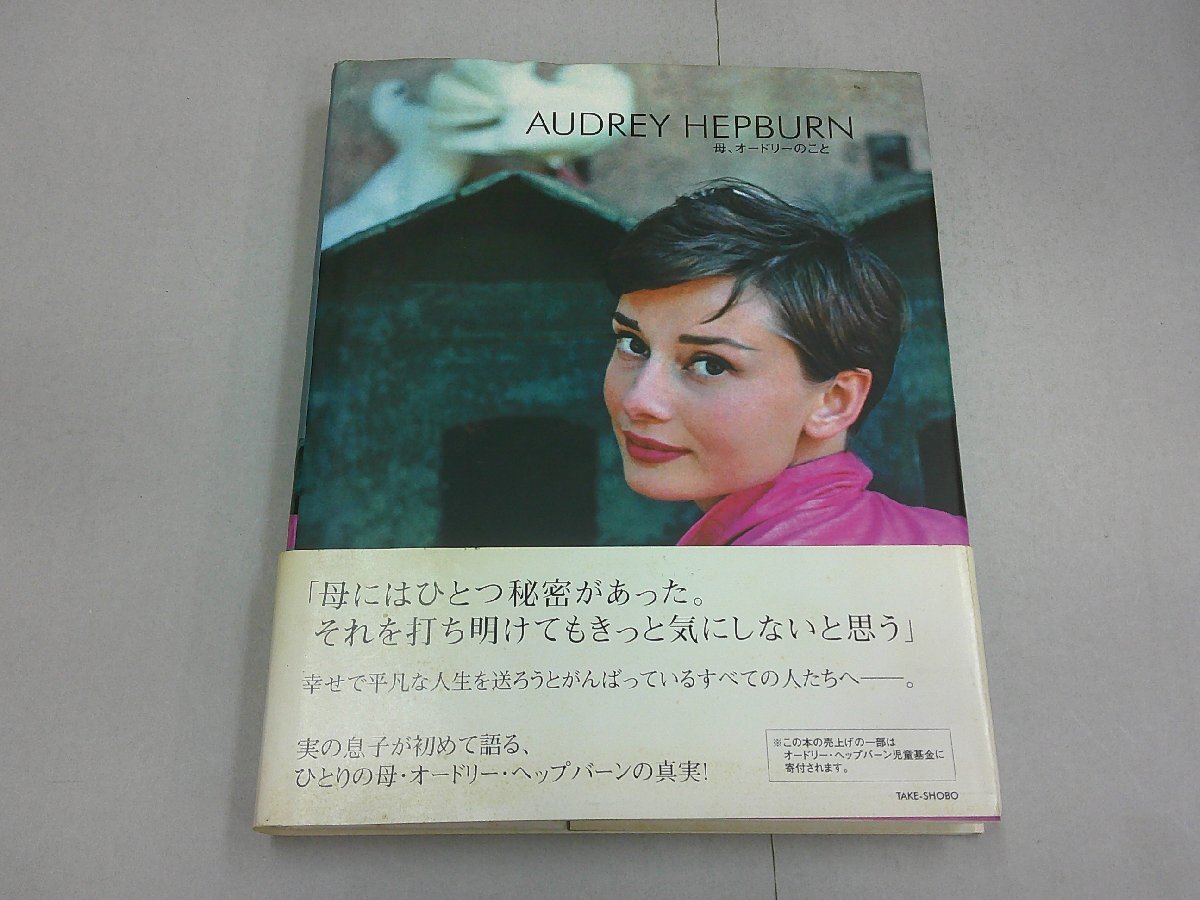 AUDREY HEPBURN
母、オードリーのこと
「母にはひとつ秘密があった。
それを打ち明けてもきっと気にしないと思う」
幸せで平凡な人生を送ろうとがんばっているすべての人たちへ――。
実の息子が初めて語る、
ひとりの母・オードリー・ヘップバーンの真実!
※この本の売上げの一部は
オードリー・ヘップバーン児童基金に
寄付されます。
TAKE-SHOBO